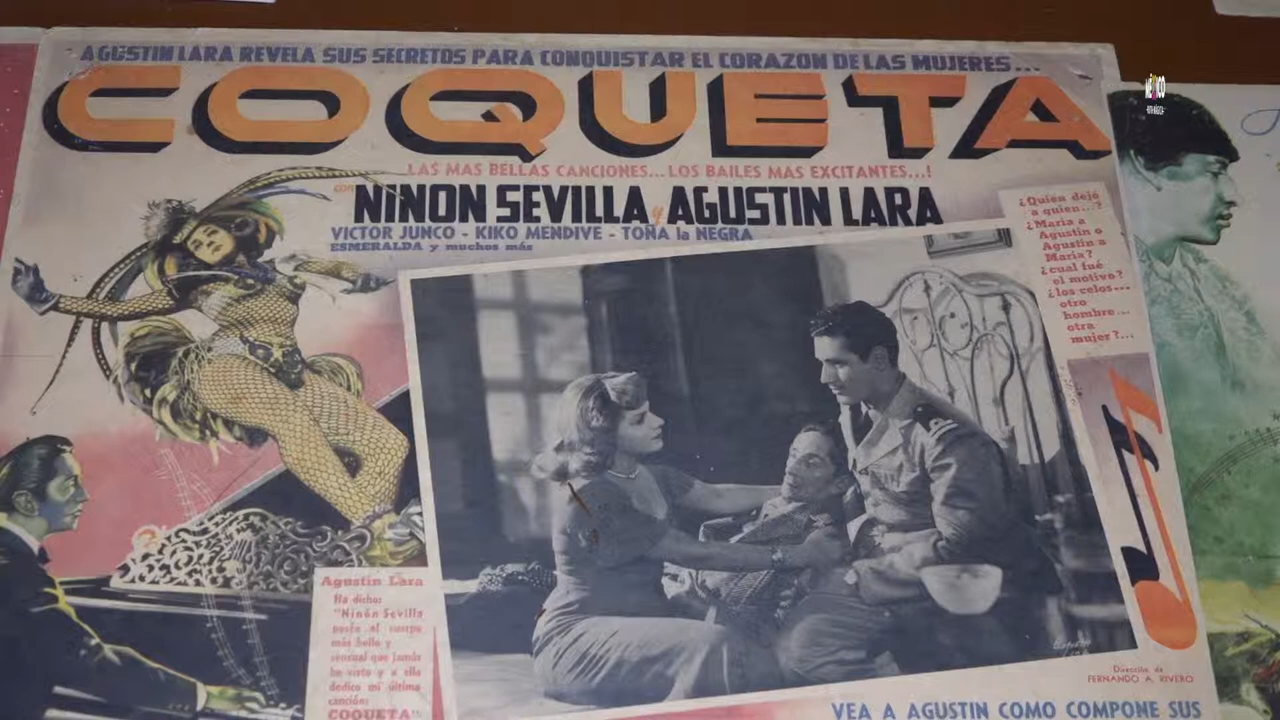 AGUSTIN LARA REVELA SUS SECRETOS PARA CONQUISTAR EL CORAZON DE LAS MUJERES...
COQUETA
LAS MAS BELLAS CANCIONES... LOS BAILES MAS EXCITANTES...!
CON NINON SEVILLA y AGUSTIN LARA
VICTOR JUNCO - KIKO MENDIVE - TOÑA la NEGRA
ESMERALDA y muchos más
¿Quien dejó
a quien...?
¿Maria a
Agustin o
Agustin a
Maria?
¿cual fué
el motivo?
¿los celos...
otro
hombre...
otra
mujer?...
MÉXICO
Agustin Lara
Ha dicho:
"Ninón Sevilla
posée el cuerpo
más bello y
sensual que jamás
he visto y a ella
dedico mi última
canción:
COQUETA"
Dirección de
FERNANDO A. RIVERO
VEA A AGUSTIN COMO COMPONE SUS